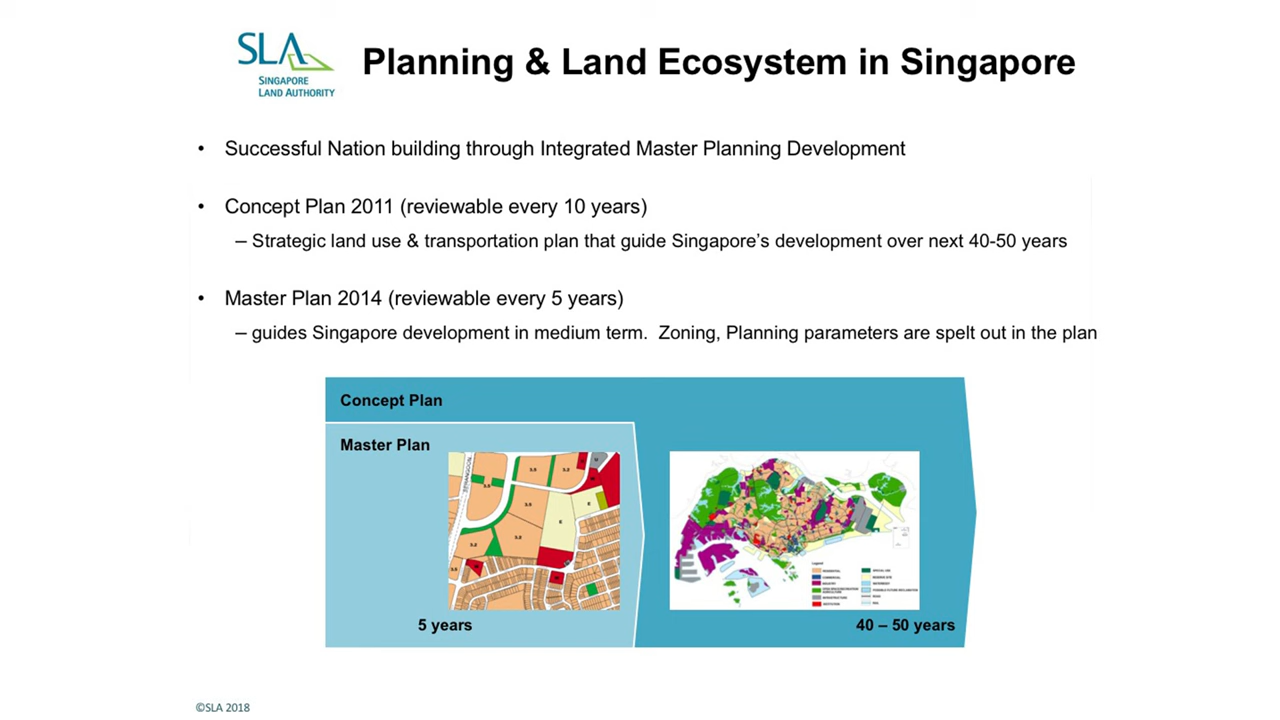 SLA
SINGAPORE
LAND AUTHORITY
Planning & Land Ecosystem in Singapore
• Successful Nation building through Integrated Master Planning Development
• Concept Plan 2011 (reviewable every 10 years)
– Strategic land use & transportation plan that guide Singapore's development over next 40-50 years
• Master Plan 2014 (reviewable every 5 years)
– guides Singapore development in medium term.  Zoning, Planning parameters are spelt out in the plan
Concept Plan
Master Plan
5 years
40 – 50 years
©SLA 2018